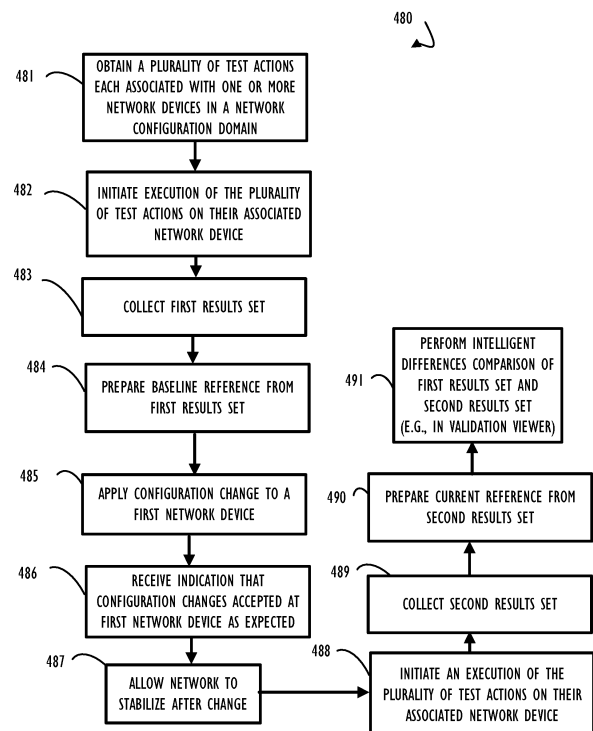 480
481
OBTAIN A PLURALITY OF TEST ACTIONS
EACH ASSOCIATED WITH ONE OR MORE
NETWORK DEVICES IN A NETWORK
CONFIGURATION DOMAIN
482
INITIATE EXECUTION OF THE PLURALITY
OF TEST ACTIONS ON THEIR ASSOCIATED
NETWORK DEVICE
483
COLLECT FIRST RESULTS SET
484
PREPARE BASELINE REFERENCE FROM
FIRST RESULTS SET
485
APPLY CONFIGURATION CHANGE TO A
FIRST NETWORK DEVICE
486
RECEIVE INDICATION THAT
CONFIGURATION CHANGES ACCEPTED AT
FIRST NETWORK DEVICE AS EXPECTED
487
ALLOW NETWORK TO
STABILIZE AFTER CHANGE
488
INITIATE AN EXECUTION OF THE
PLURALITY OF TEST ACTIONS ON THEIR
ASSOCIATED NETWORK DEVICE
489
COLLECT SECOND RESULTS SET
490
PREPARE CURRENT REFERENCE FROM
SECOND RESULTS SET
491
PERFORM INTELLIGENT
DIFFERENCES COMPARISON OF
FIRST RESULTS SET AND
SECOND RESULTS SET
(E.G., IN VALIDATION VIEWER)